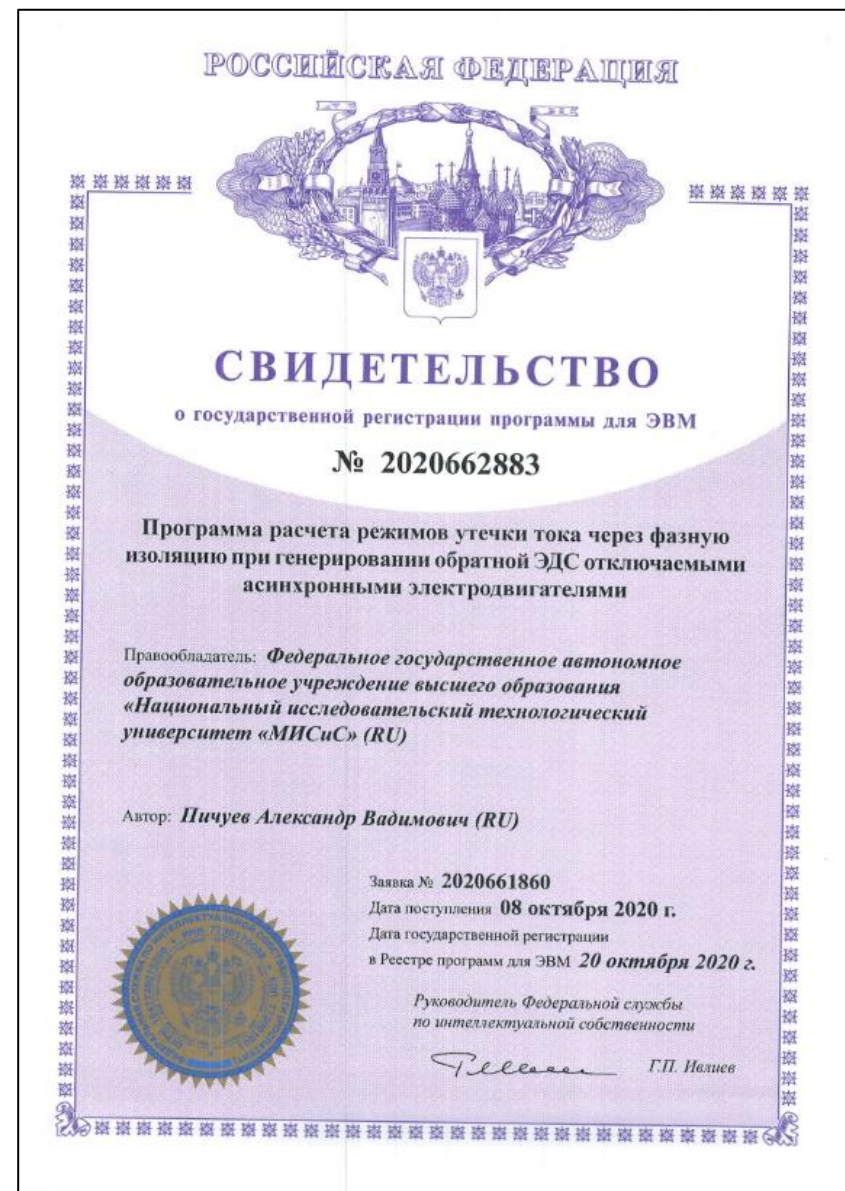 РОССИЙСКАЯ ФЕДЕРАЦИЯ
СВИДЕТЕЛЬСТВО
о государственной регистрации программы для ЭВМ
№ 2020662883
Программа расчета режимов утечки тока через фазную
изоляцию при генерировании обратной ЭДС отключаемыми
асинхронными электродвигателями
Правообладатель: Федеральное государственное автономное
образовательное учреждение высшего образования
«Национальный исследовательский технологический
университет «МИСиС» (RU)
Автор: Пичуев Александр Вадимович (RU)
Заявка № 2020661860
Дата поступления 08 октября 2020 г.
Дата государственной регистрации
в Реестре программ для ЭВМ 20 октября 2020 г.
Руководитель Федеральной службы
по интеллектуальной собственности
Г.П. Ивлиев